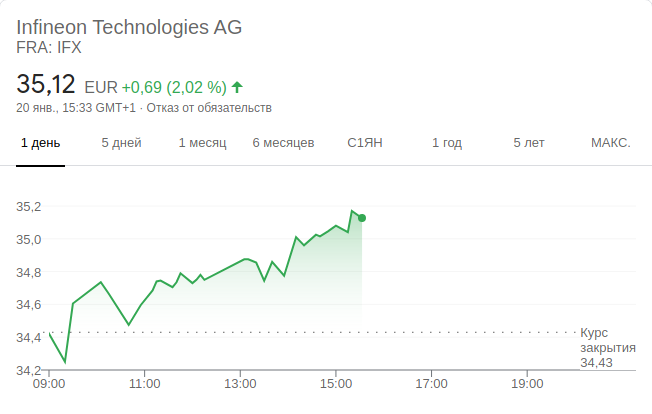 Infineon Technologies AG
FRA: IFX
35,12 EUR +0,69 (2,02 %)
20 янв., 15:33 GMT+1 · Отказ от обязательств
1 день 5 дней 1 месяц 6 месяцев С1ЯН 1 год 5 лет МАКС.
35,2
35,0
34,8
34,6
34,4
34,2
Курс
закрытия
34,43
09:00 11:00 13:00 15:00 17:00 19:00